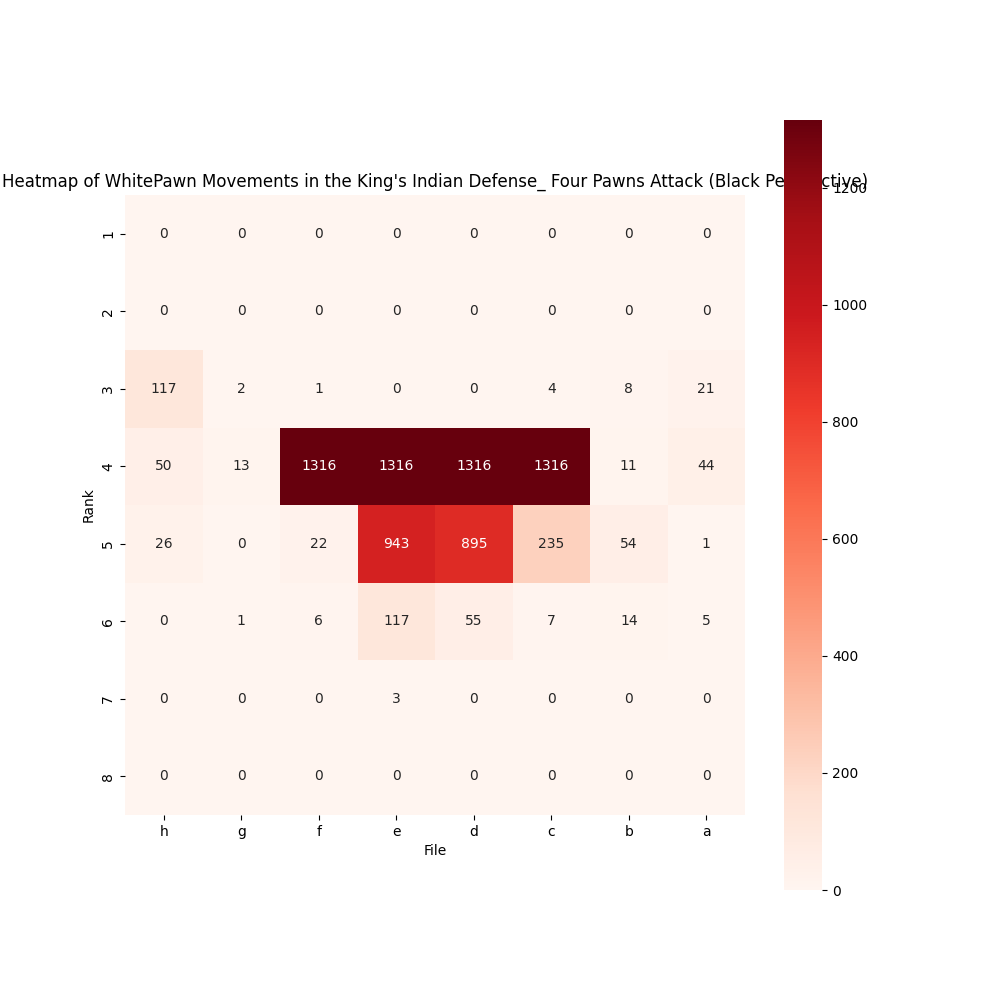 Heatmap of WhitePawn Movements in the King's Indian Defense_ Four Pawns Attack (Black Pe ctive)
1200
1 0 0 0 0 0 0 0 0
1000
2 0 0 0 0 0 0 0 0
3 117 2 1 0 0 4 8 21
800
4 50 13 1316 1316 1316 1316 11 44
Rank
5 26 0 22 943 895 235 54 1
600
6 0 1 6 117 55 7 14 5
400
7 0 0 0 3 0 0 0 0
200
8 0 0 0 0 0 0 0 0
h g f e d c b a
File
0